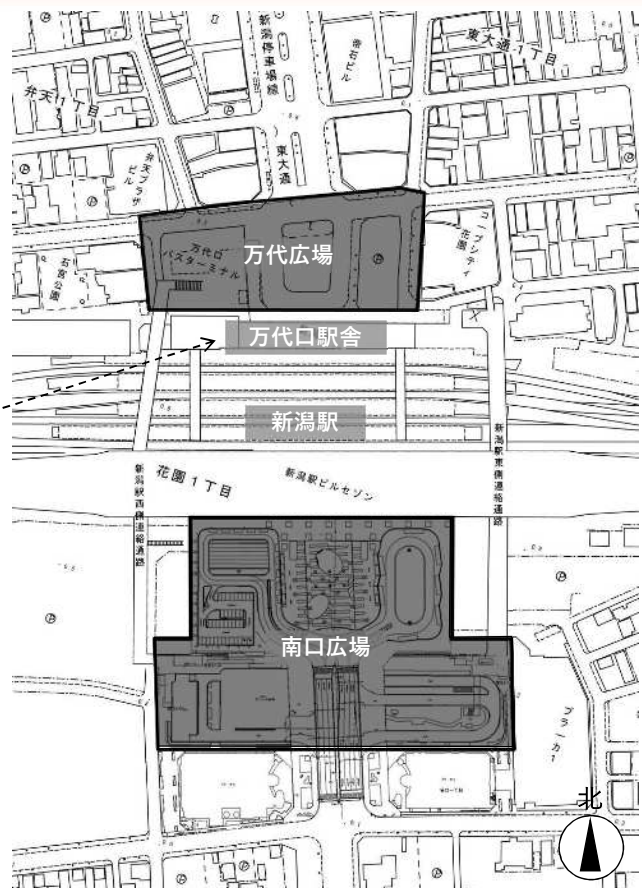 弁天1丁目
新潟停車場線
帝石ビル
東大通1丁目
東大通
弁天プラザ
ビル
石宮公園
万代口
バスターミナル
万代広場
コープシティ
花園
万代口駅舎
新潟駅
新潟駅西側連絡通路
花園1丁目
新潟駅ビルセゾン
新潟駅東側連絡通路
南口広場
プラーカ1
北